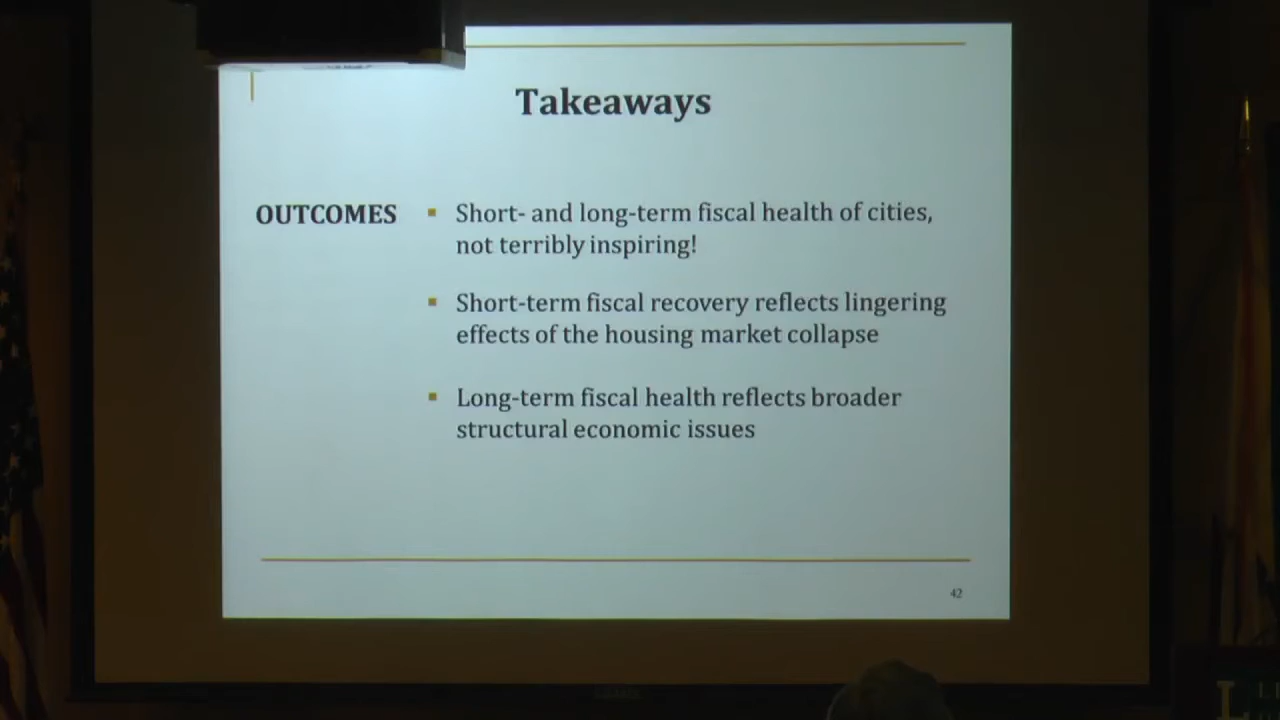 Takeaways
OUTCOMES
▪ Short- and long-term fiscal health of cities,
not terribly inspiring!
▪ Short-term fiscal recovery reflects lingering
effects of the housing market collapse
▪ Long-term fiscal health reflects broader
structural economic issues
42